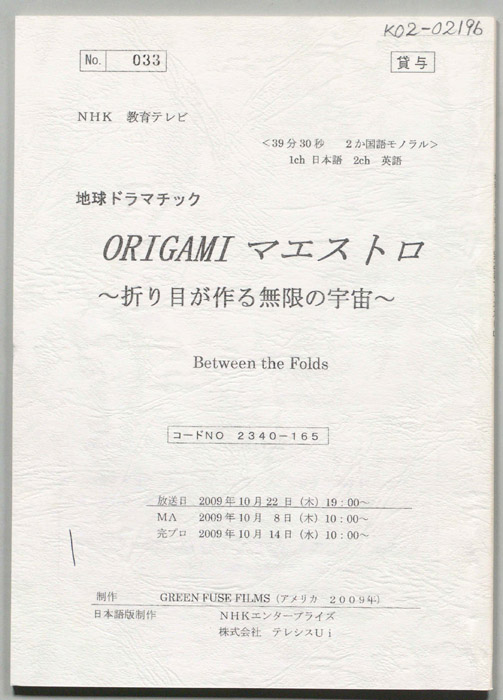 K02-02196
No. 033
貸与
NHK 教育テレビ
<39分30秒 2か国語モノラル>
1ch 日本語 2ch 英語
地球ドラマチック
ORIGAMI マエストロ
～折り目が作る無限の宇宙～
Between the Folds
コードNO 2340-165
放送日 2009年10月22日(木)19:00～
MA 2009年10月 8日(木)10:00～
完プロ 2009年10月14日(水)10:00～
制作 GREEN FUSE FILMS(アメリカ 2009年)
日本語版制作 NHKエンタープライズ
株式会社 テレシスUi